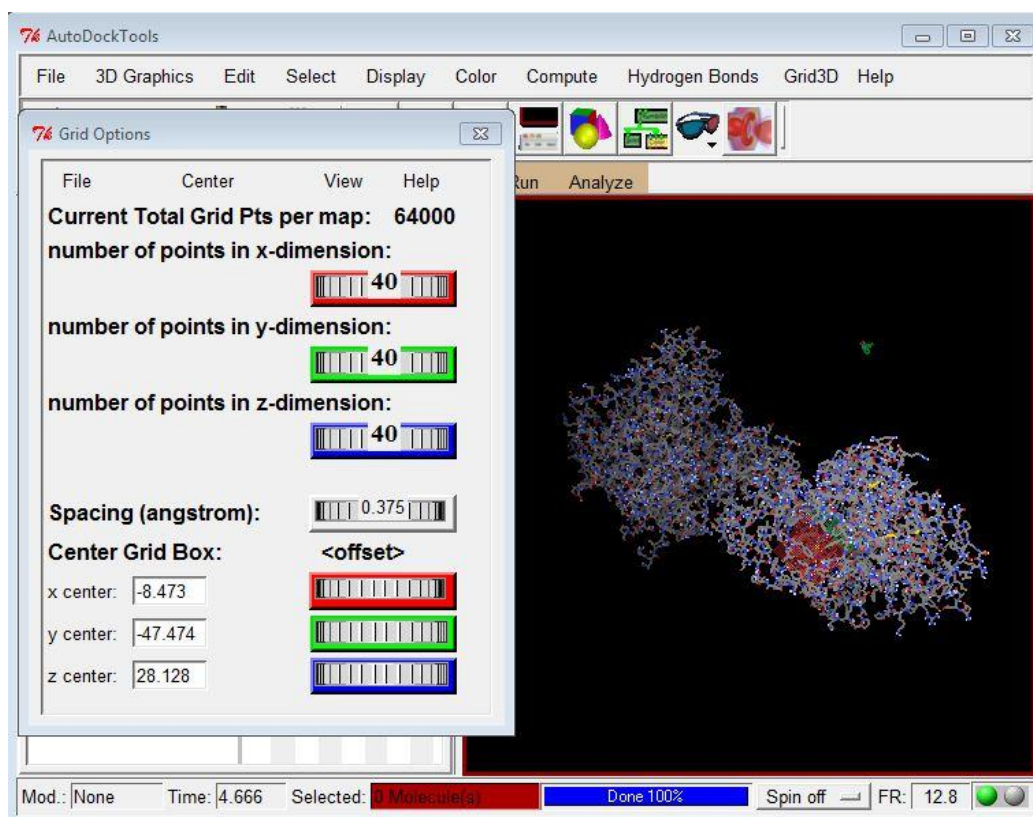 AutoDockTools
File 3D Graphics Edit Select Display Color Compute Hydrogen Bonds Grid3D Help
Grid Options
File Center View Help
Run Analyze
Current Total Grid Pts per map: 64000
number of points in x-dimension:
40
number of points in y-dimension:
40
number of points in z-dimension:
40
Spacing (angstrom): 0.375
Center Grid Box: <offset>
x center: -8.473
y center: -47.474
z center: 28.128
Mod.: None Time: 4.666 Selected: 0 Molecule(s) Done 100% Spin off FR: 12.8